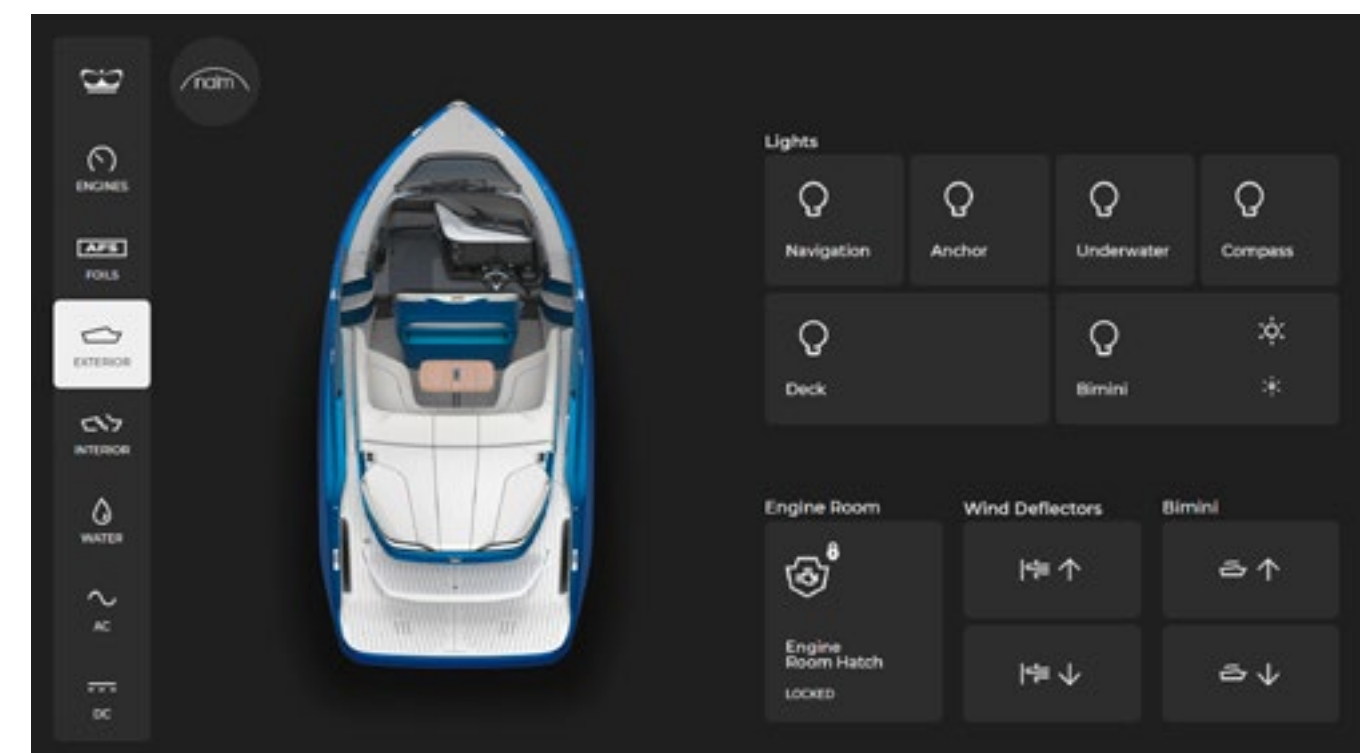 naim
ENGINES
AFS
FOILS
EXTERIOR
INTERIOR
WATER
AC
DC
Lights
Navigation
Anchor
Underwater
Compass
Deck
Bimini
Engine Room
Engine
Room Hatch
LOCKED
Wind Deflectors
Bimini